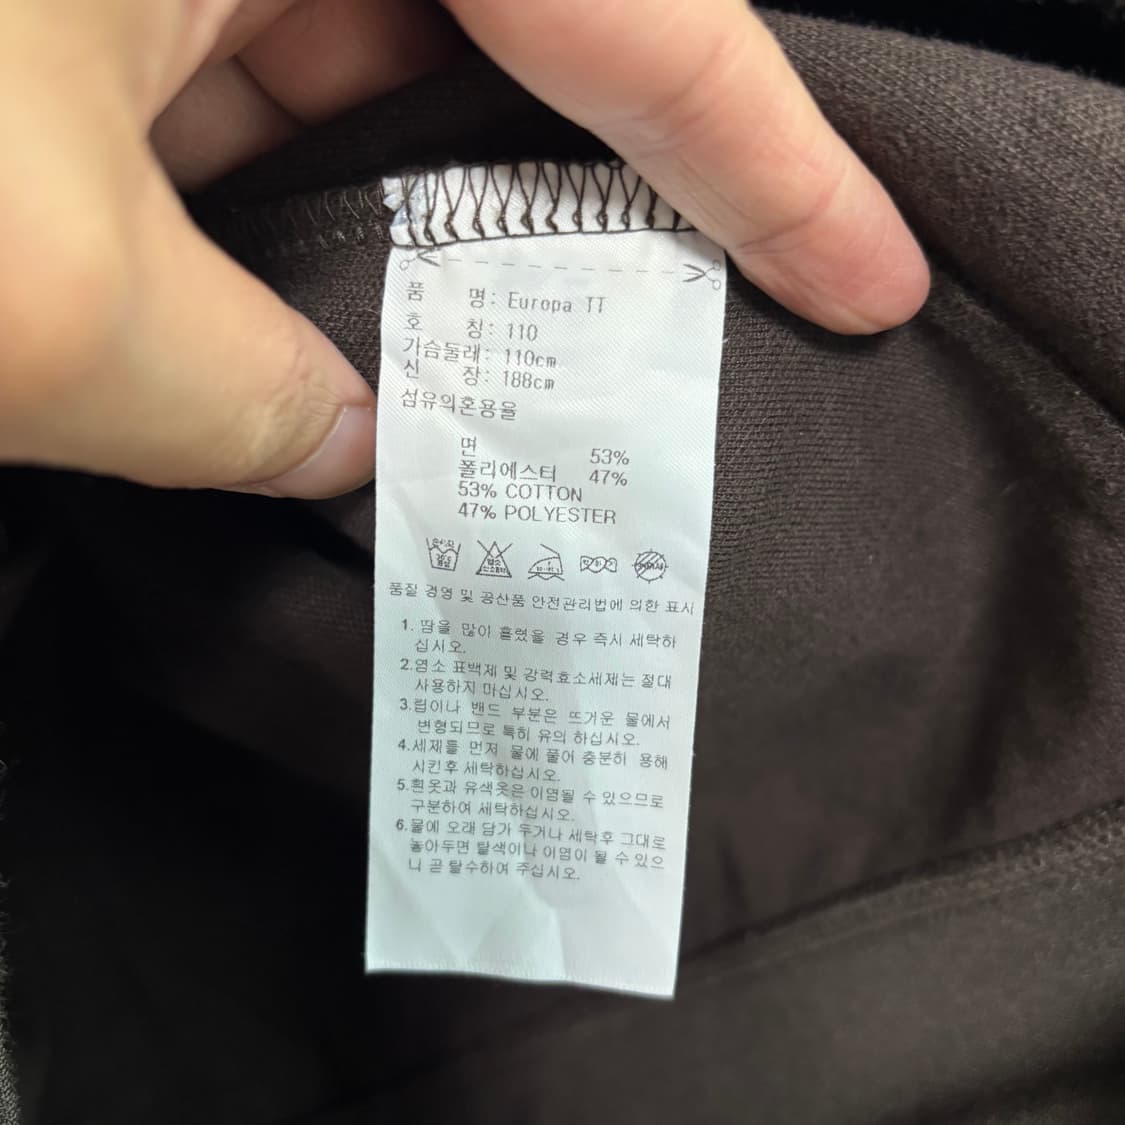 품 명: Europa TT
호 칭: 110
가슴둘레: 110cm
신 장: 188cm
섬유의혼용율
면 53%
폴리에스터 47%
53% COTTON
47% POLYESTER
품질 경영 및 공산품 안전관리법에 의한 표시
1. 땀을 많이 흘렸을 경우 즉시 세탁하
십시오.
2.염소 표백제 및 강력효소세제는 절대
사용하지 마십시오.
3.립이나 밴드 부분은 뜨거운 물에서
변형되므로 특히 유의 하십시오.
4.세제를 먼저 물에 풀어 충분히 용해
시킨후 세탁하십시오.
5.흰옷과 유색옷은 이염될 수 있으므로
구분하여 세탁하십시오.
6.물에 오래 담가 두거나 세탁후 그대로
놓아두면 탈색이나 이염이 될 수 있으
니 곧 탈수하여 주십시오.